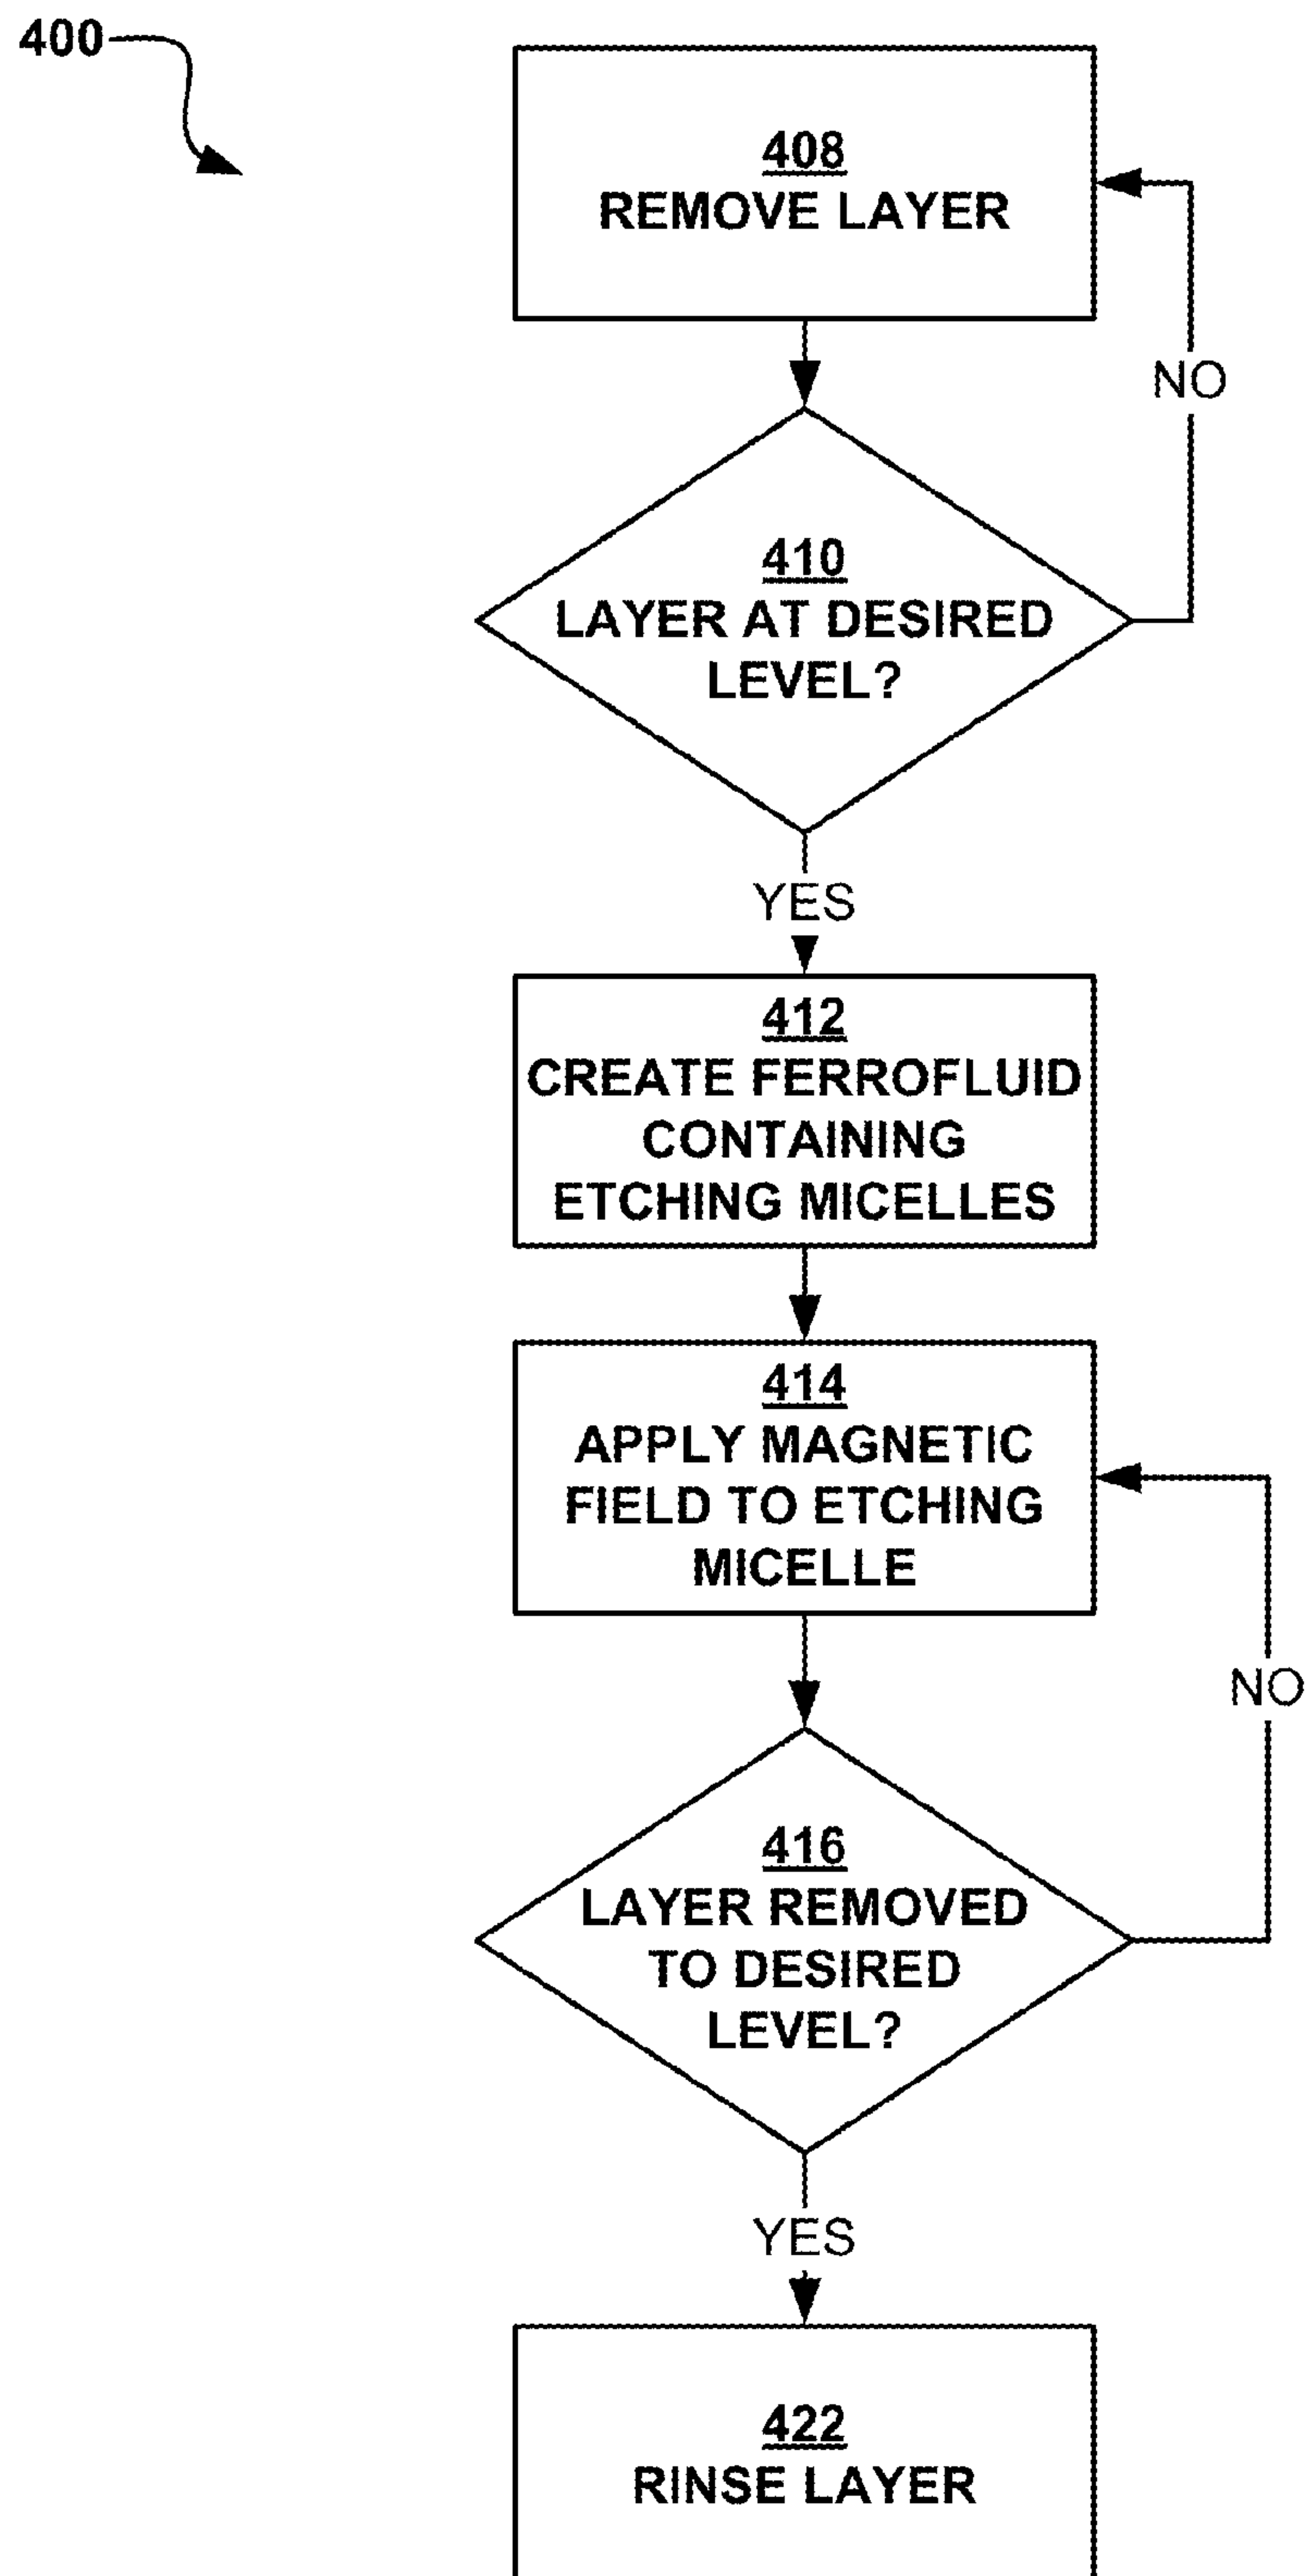 400
408
REMOVE LAYER
NO
410
LAYER AT DESIRED
LEVEL?
YES
412
CREATE FERROFLUID
CONTAINING
ETCHING MICELLES
414
APPLY MAGNETIC
FIELD TO ETCHING
MICELLE
NO
416
LAYER REMOVED
TO DESIRED
LEVEL?
YES
422
RINSE LAYER